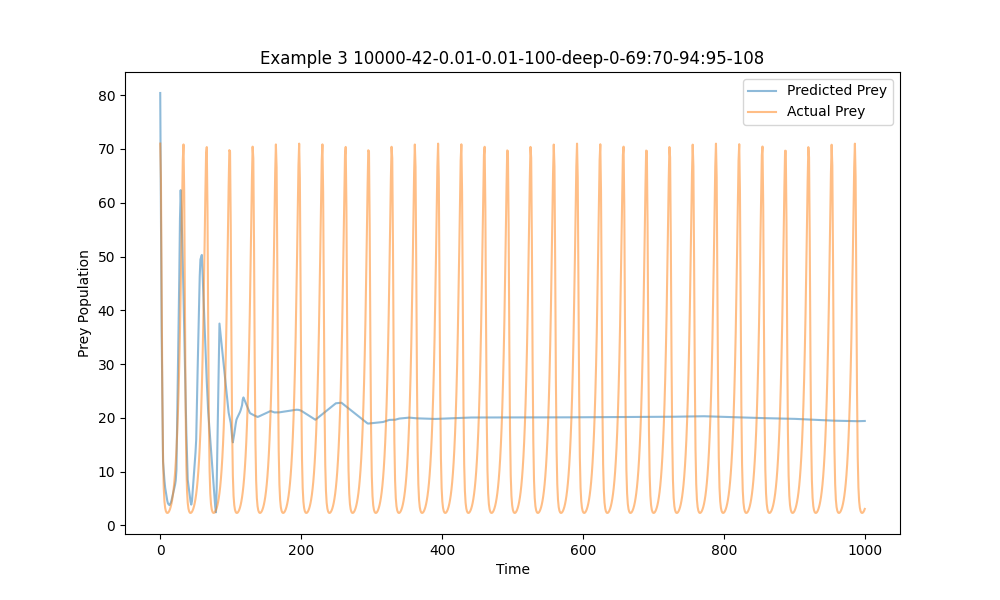 Example 3 10000-42-0.01-0.01-100-deep-0-69:70-94:95-108
Predicted Prey
Actual Prey
Prey Population
80
70
60
50
40
30
20
10
0
0 200 400 600 800 1000
Time